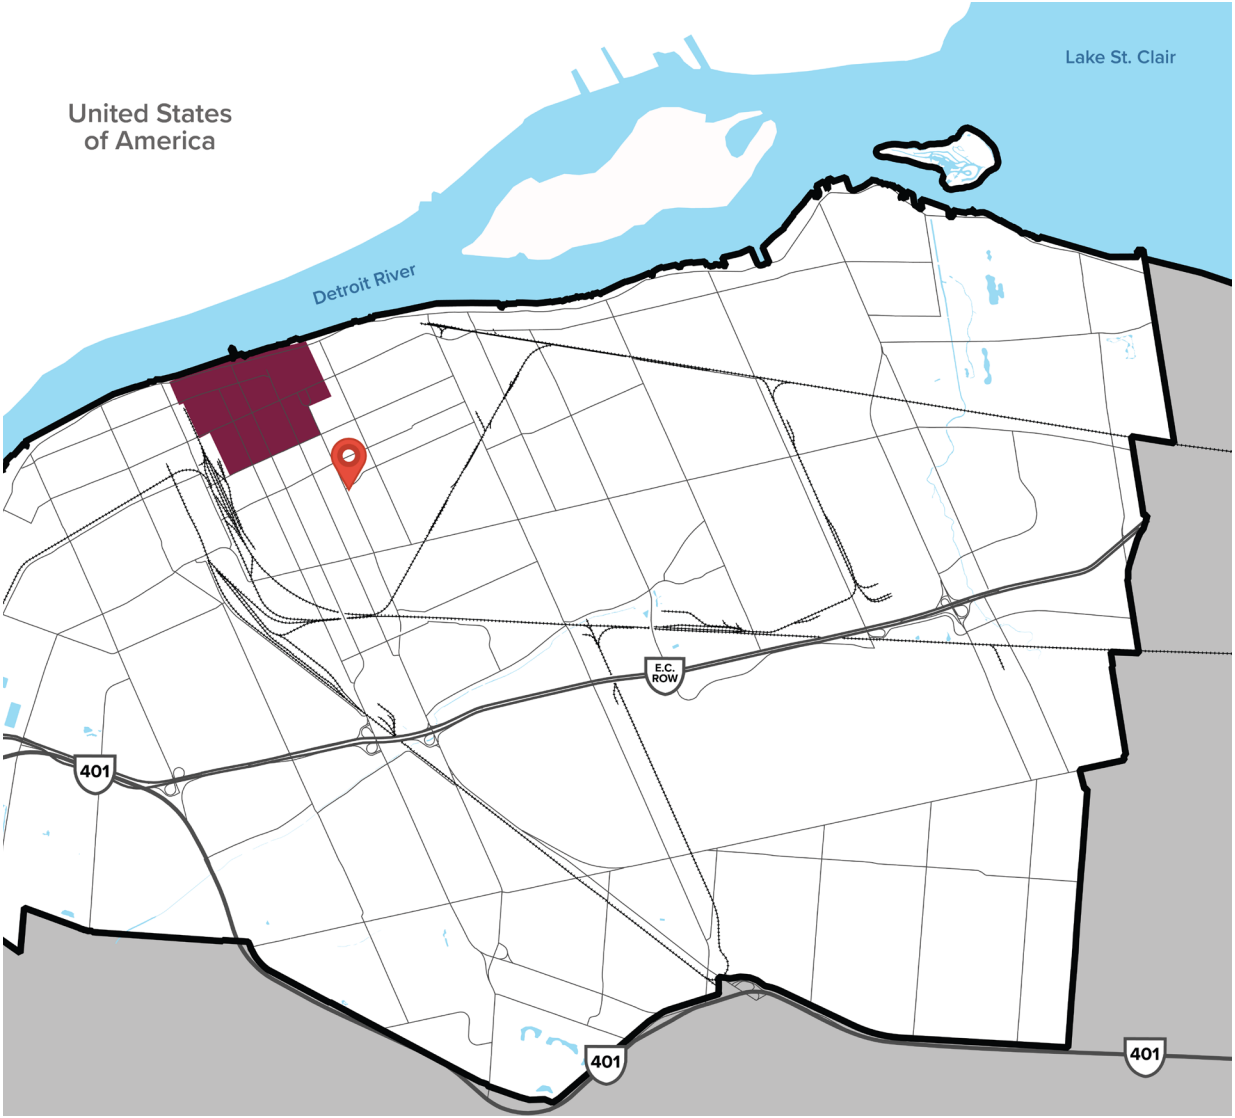 Lake St. Clair
United States
of America
Detroit River
E.C.
ROW
401
401
401